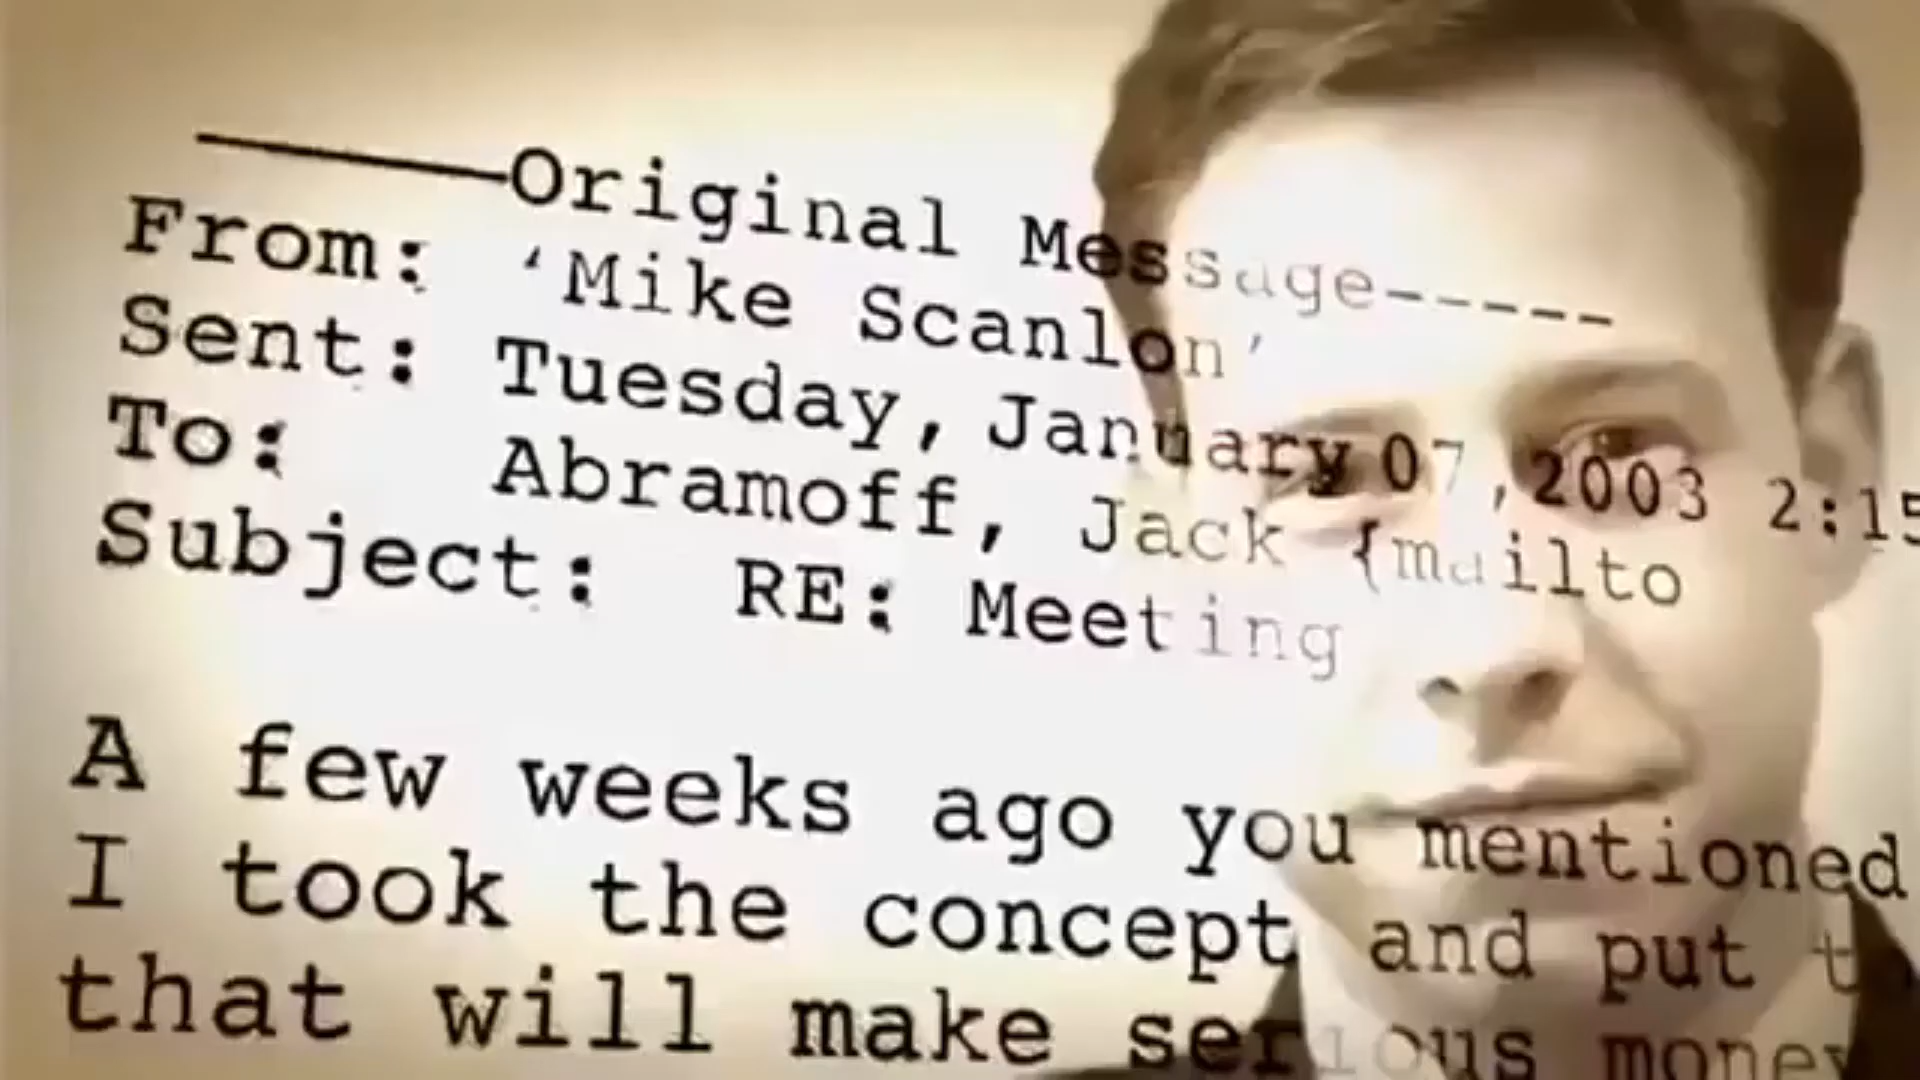 -----Original Message-----
From: 'Mike Scanlon'
Sent: Tuesday, January 07, 2003 2:15
To: Abramoff, Jack {mailto
Subject: RE: Meeting
A few weeks ago you mentioned
I took the concept and put
that will make serious money